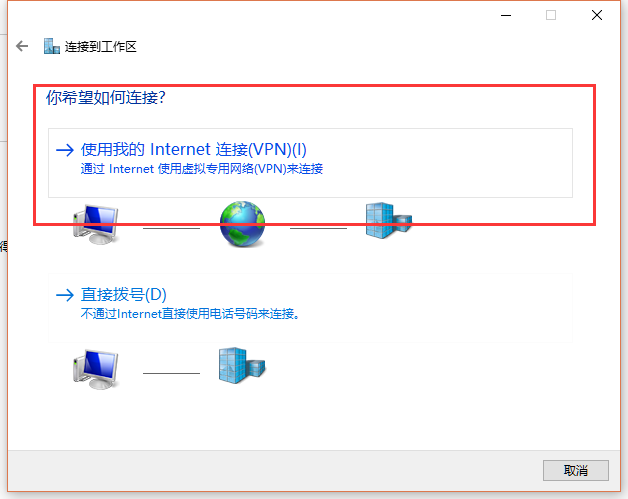 连接到工作区
你希望如何连接?
使用我的 Internet 连接(VPN)(I)
通过 Internet 使用虚拟专用网络(VPN)来连接
得
直接拨号(D)
不通过Internet直接使用电话号码来连接。
取消